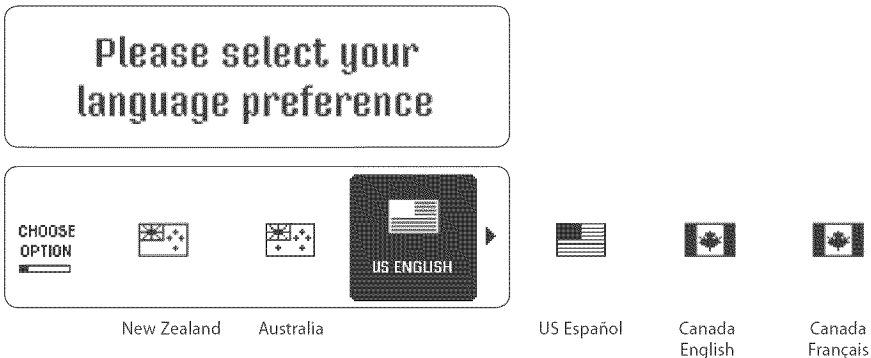 Please select your
language preference
CHOOSE
OPTION
US ENGLISH
New Zealand
Australia
US Español
Canada
English
Canada
Français